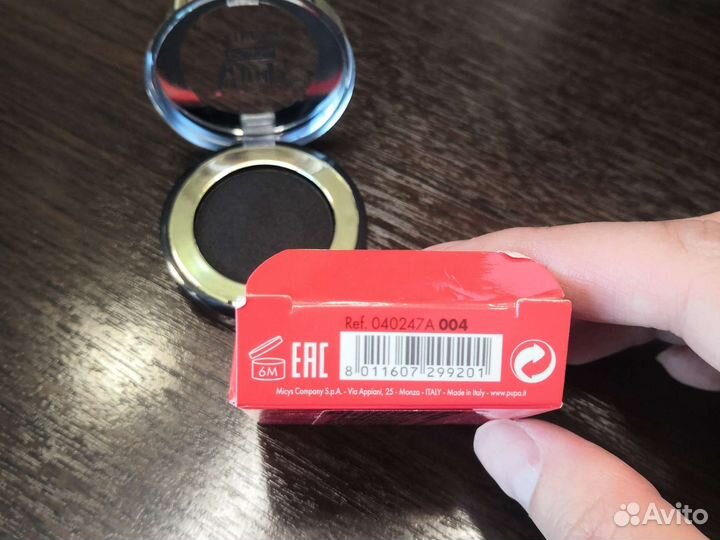 Ref. 040247A 004
6M EAC
8 011607 299201
Micys Company S.p.A. - Via Appiani, 25 - Monza - ITALY - Made in Italy - www.pupa.it
Avito